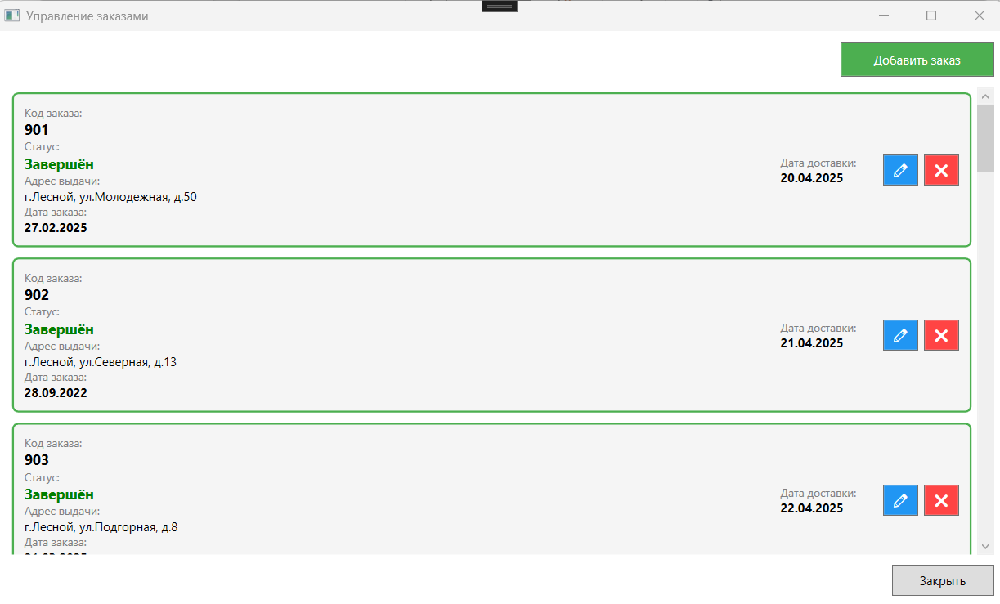 Управление заказами
Добавить заказ
Код заказа:
901
Статус:
Завершён
Адрес выдачи:
г.Лесной, ул.Молодежная, д.50
Дата заказа:
27.02.2025
Дата доставки:
20.04.2025
Код заказа:
902
Статус:
Завершён
Адрес выдачи:
г.Лесной, ул.Северная, д.13
Дата заказа:
28.09.2022
Дата доставки:
21.04.2025
Код заказа:
903
Статус:
Завершён
Адрес выдачи:
г.Лесной, ул.Подгорная, д.8
Дата заказа:
Дата доставки:
22.04.2025
Закрыть